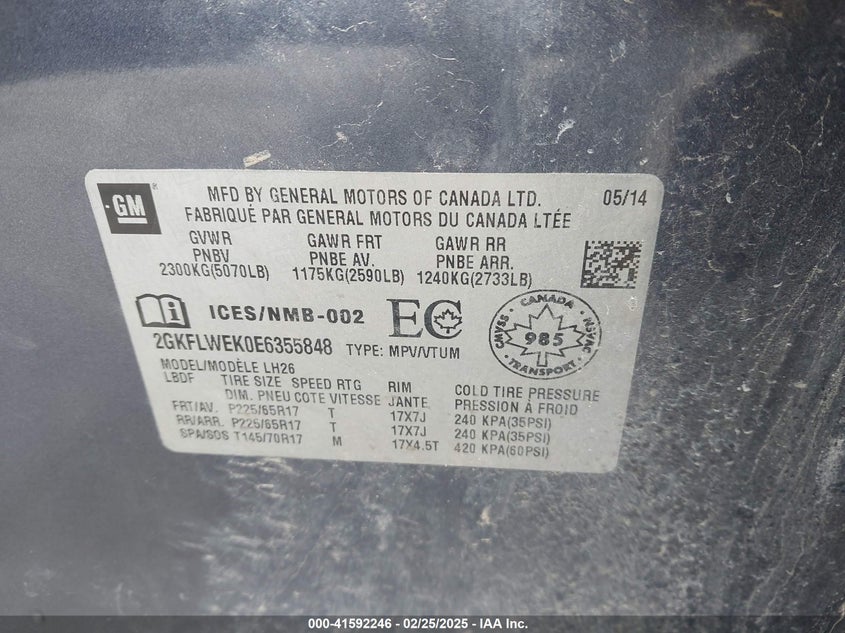 GM
MFD BY GENERAL MOTORS OF CANADA LTD. 05/14
FABRIQUÉ PAR GENERAL MOTORS DU CANADA LTÉE
GVWR GAWR FRT GAWR RR
PNBV PNBE AV. PNBE ARR.
2300KG(5070LB) 1175KG(2590LB) 1240KG(2733LB)
ICES/NMB-002 EC
CANADA
CMVSS 985 NSVAC
TRANSPORT
2GKFLWEK0E6355848 TYPE: MPV/VTUM
MODEL/MODÈLE LH26
LBDF TIRE SIZE SPEED RTG RIM COLD TIRE PRESSURE
DIM. PNEU COTE VITESSE JANTE PRESSION À FROID
FRT/AV. P225/65R17 T 17X7J 240 KPA(35PSI)
RR/ARR. P225/65R17 T 17X7J 240 KPA(35PSI)
SPA/SOS T145/70R17 M 17X4.5T 420 KPA(60PSI)
000-41592246 - 02/25/2025 - IAA Inc.